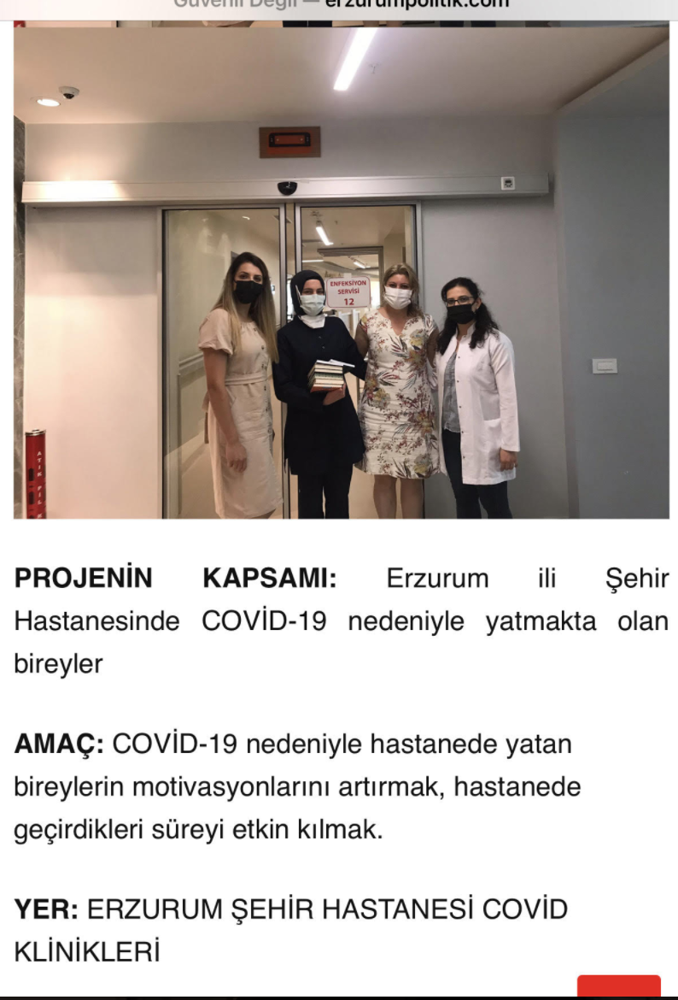 Güvenli Değil — erzurumpolitik.com
ENFEKSİYON
SERVİSİ
12
PROJENİN KAPSAMI: Erzurum ili Şehir
Hastanesinde COVİD-19 nedeniyle yatmakta olan
bireyler
AMAÇ: COVİD-19 nedeniyle hastanede yatan
bireylerin motivasyonlarını artırmak, hastanede
geçirdikleri süreyi etkin kılmak.
YER: ERZURUM ŞEHİR HASTANESİ COVİD
KLİNİKLERİ